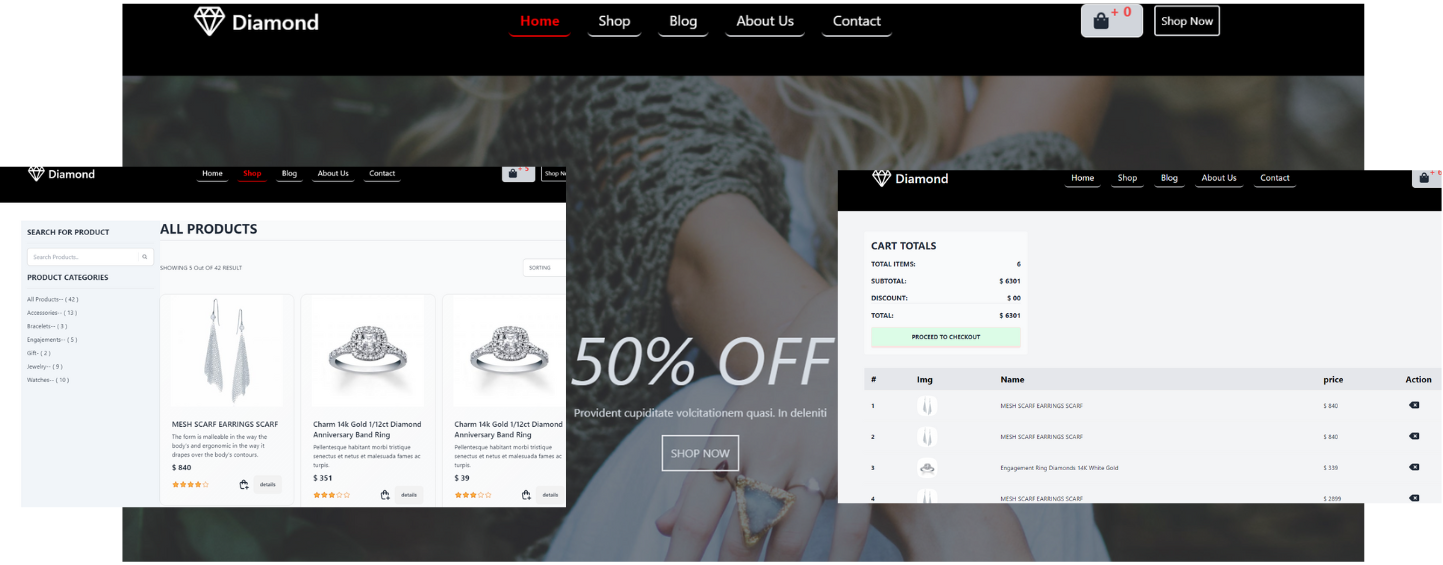 Diamond
Home Shop Blog About Us Contact
+ 0 Shop Now
Diamond
Home Shop Blog About Us Contact
Shop
SEARCH FOR PRODUCT
Search Products..
PRODUCT CATEGORIES
All Products-- ( 42 )
Accessories-- ( 13 )
Bracelets-- ( 3 )
Engajements-- ( 5 )
Gift- ( 2 )
Jewelry-- ( 9 )
Watches-- ( 10 )
ALL PRODUCTS
SHOWING 5 Out OF 42 RESULT
SORTING
MESH SCARF EARRINGS SCARF
The form is malleable in the way the
body's and ergonomic in the way it
drapes over the body's contours.
$ 840
details
Charm 14k Gold 1/12ct Diamond
Anniversary Band Ring
Pellentesque habitant morbi tristique
senectus et netus et malesuada fames ac
turpis.
$ 351
details
Charm 14k Gold 1/12ct Diamond
Anniversary Band Ring
Pellentesque habitant morbi tristique
senectus et netus et malesuada fames ac
turpis.
$ 39
details
50% OFF
Provident cupiditate volcitationem quasi. In deleniti
SHOP NOW
Diamond
Home Shop Blog About Us Contact
CART TOTALS
TOTAL ITEMS: 6
SUBTOTAL: $ 6301
DISCOUNT: $ 00
TOTAL: $ 6301
PROCEED TO CHECKOUT
# Img Name price Action
1 MESH SCARF EARRINGS SCARF $ 840
2 MESH SCARF EARRINGS SCARF $ 840
3 Engagement Ring Diamonds 14K White Gold $ 339
4 MESH SCARF EARRINGS SCARF $ 2899